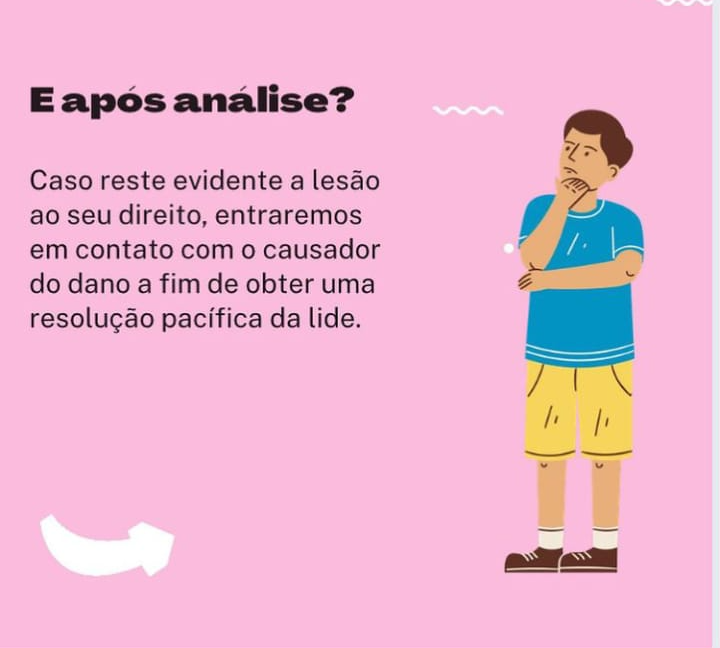 E após análise?
Caso reste evidente a lesão
ao seu direito, entraremos
em contato com o causador
do dano a fim de obter uma
resolução pacífica da lide.